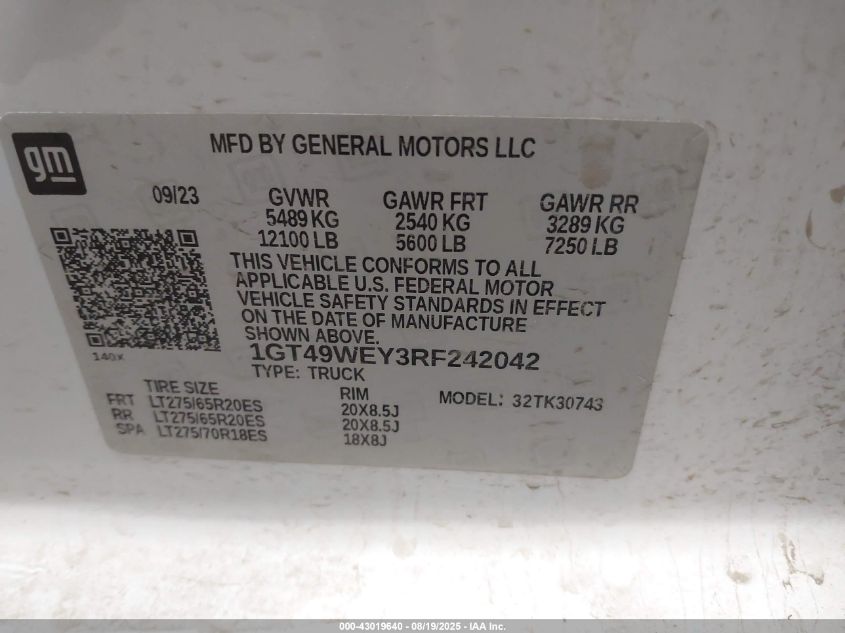 gm
MFD BY GENERAL MOTORS LLC
09/23 GVWR GAWR FRT GAWR RR
5489 KG 2540 KG 3289 KG
12100 LB 5600 LB 7250 LB
THIS VEHICLE CONFORMS TO ALL
APPLICABLE U.S. FEDERAL MOTOR
VEHICLE SAFETY STANDARDS IN EFFECT
ON THE DATE OF MANUFACTURE
SHOWN ABOVE.
140X
1GT49WEY3RF242042
TYPE: TRUCK
TIRE SIZE RIM MODEL: 32TK30743
FRT LT275/65R20ES 20X8.5J
RR LT275/65R20ES 20X8.5J
SPA LT275/70R18ES 18X8J
000-43019640 - 08/19/2025 - IAA Inc.